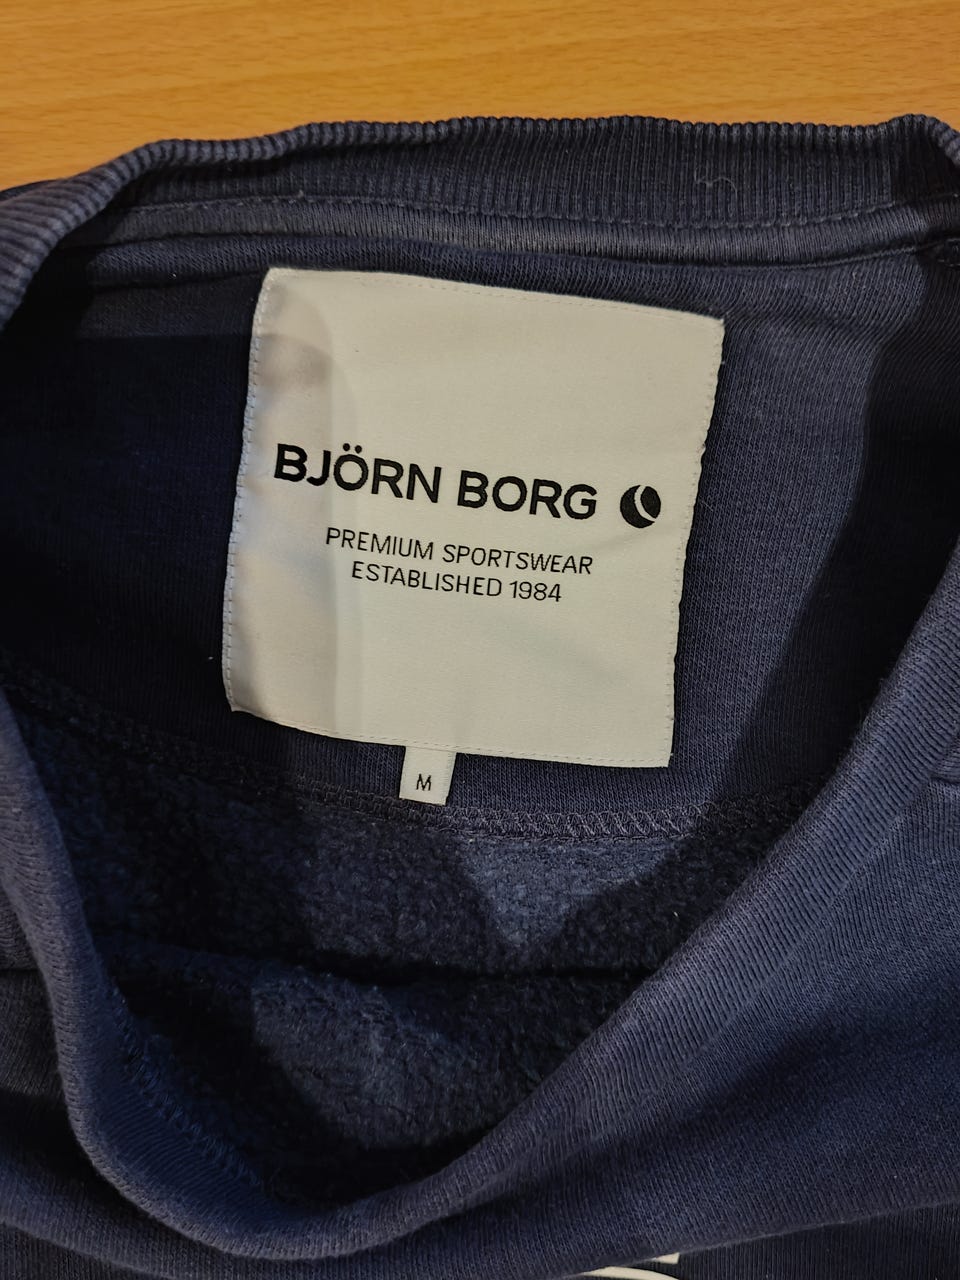 BJÖRN BORG
PREMIUM SPORTSWEAR
ESTABLISHED 1984
M